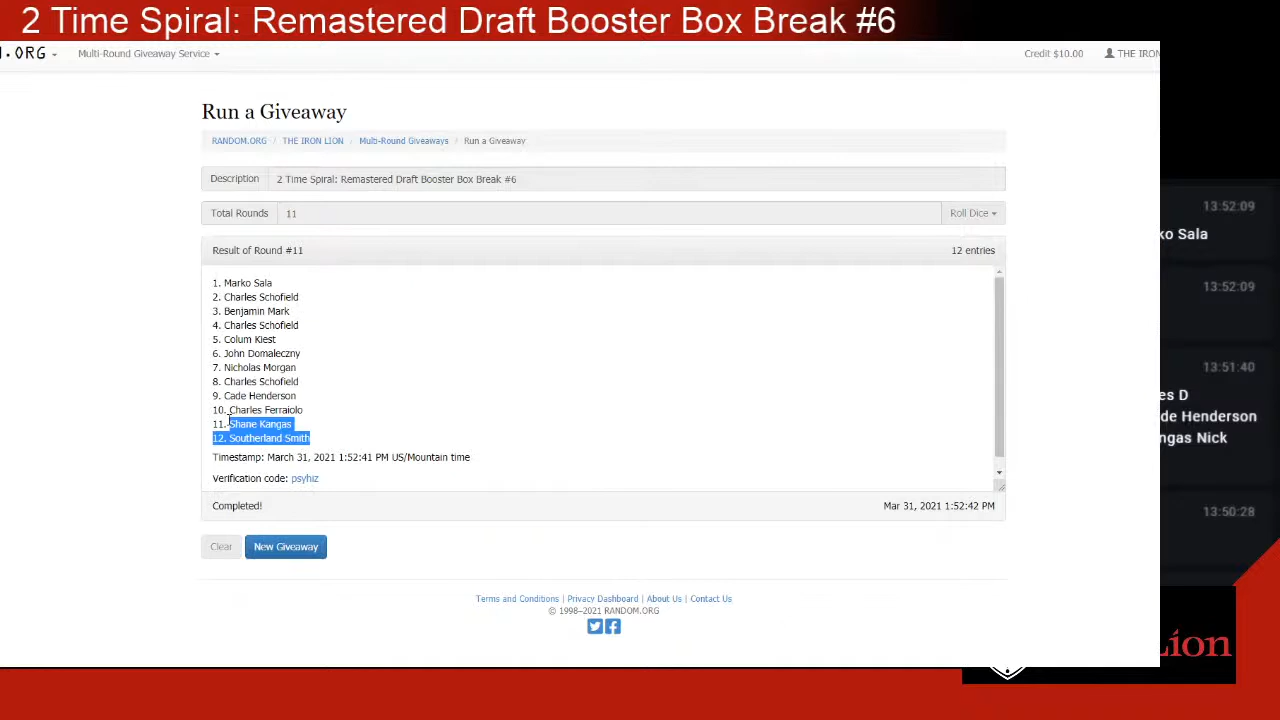 2 Time Spiral: Remastered Draft Booster Box Break #6
.ORG
Multi-Round Giveaway Service
Credit $10.00
THE IRON
Run a Giveaway
RANDOM.ORG / THE IRON LION / Multi-Round Giveaways / Run a Giveaway
Description 2 Time Spiral: Remastered Draft Booster Box Break #6
Total Rounds 11 Roll Dice
Result of Round #11 12 entries
1. Marko Sala
2. Charles Schofield
3. Benjamin Mark
4. Charles Schofield
5. Colum Kiest
6. John Domaleczny
7. Nicholas Morgan
8. Charles Schofield
9. Cade Henderson
10. Charles Ferraiolo
11. Shane Kangas
12. Southerland Smith
Timestamp: March 31, 2021 1:52:41 PM US/Mountain time
Verification code: psyhiz
Completed! Mar 31, 2021 1:52:42 PM
Clear New Giveaway
Terms and Conditions | Privacy Dashboard | About Us | Contact Us
© 1998–2021 RANDOM.ORG
13:52:09
ko Sala
13:52:09
13:51:40
es D
de Henderson
ngas Nick
13:50:28
Lion